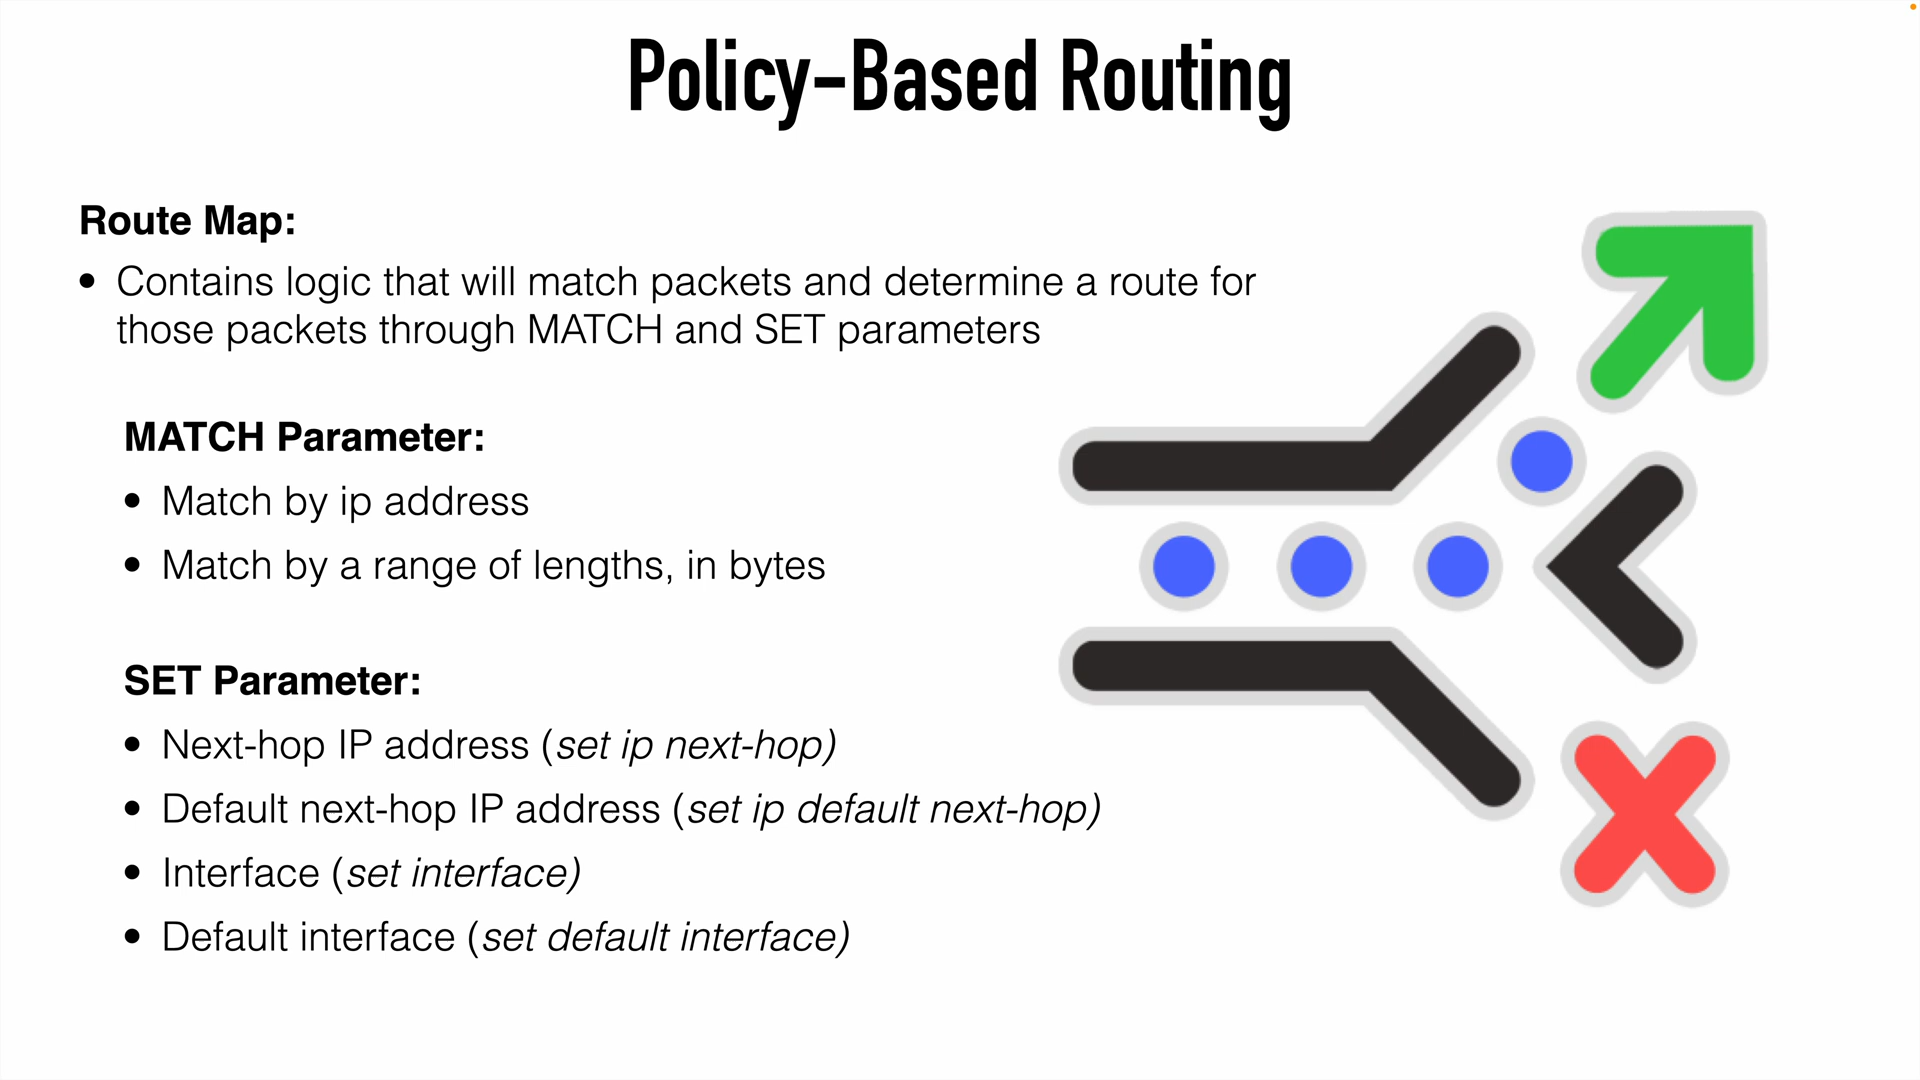 Policy-Based Routing
Route Map:
• Contains logic that will match packets and determine a route for
those packets through MATCH and SET parameters
MATCH Parameter:
• Match by ip address
• Match by a range of lengths, in bytes
SET Parameter:
• Next-hop IP address (set ip next-hop)
• Default next-hop IP address (set ip default next-hop)
• Interface (set interface)
• Default interface (set default interface)